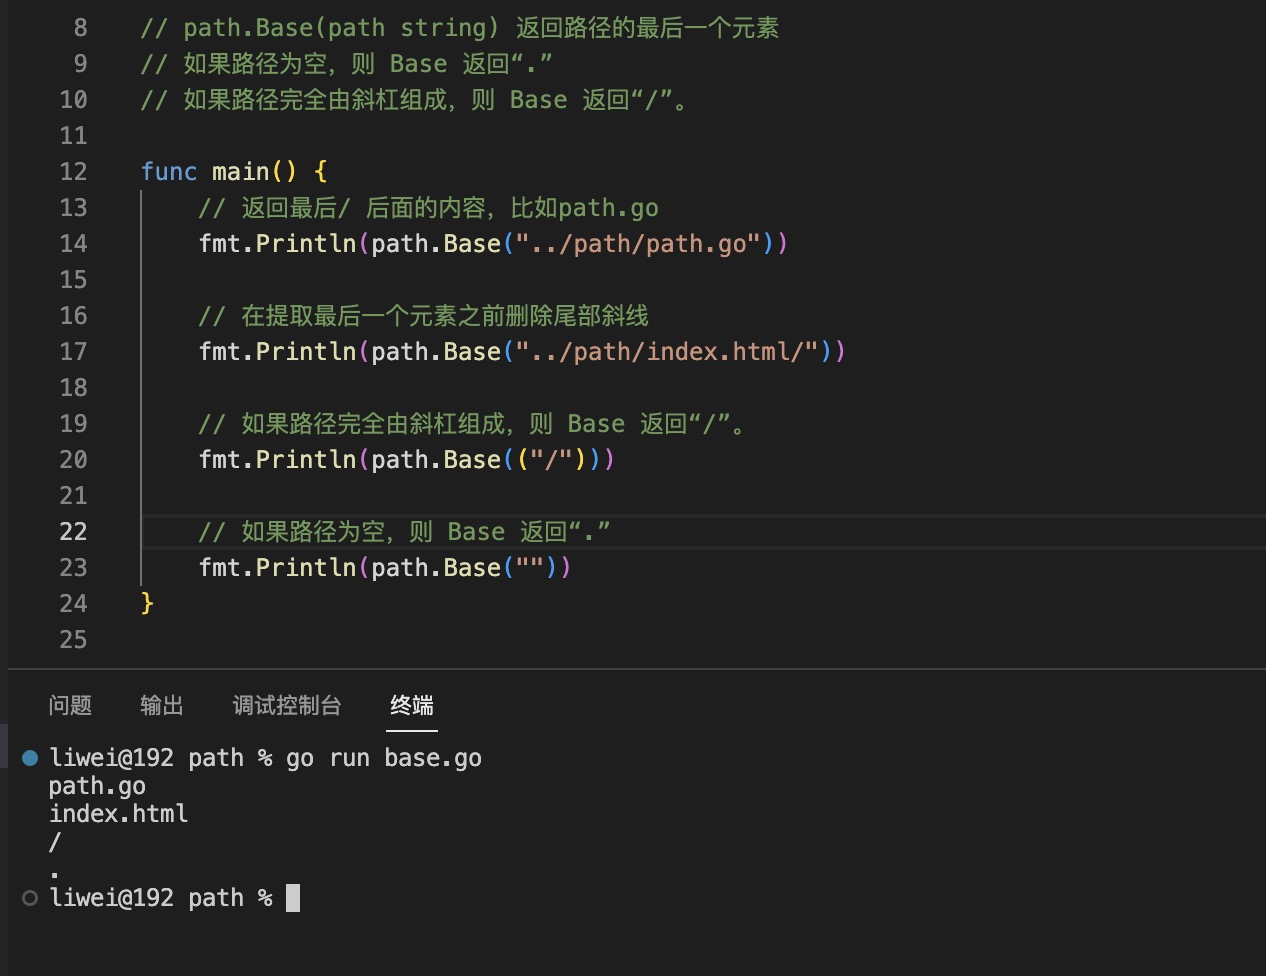 8 // path.Base(path string) 返回路径的最后一个元素
9 // 如果路径为空，则 Base 返回“.”
10 // 如果路径完全由斜杠组成，则 Base 返回“/”。
11
12 func main() {
13 // 返回最后/ 后面的内容，比如path.go
14 fmt.Println(path.Base("../path/path.go"))
15
16 // 在提取最后一个元素之前删除尾部斜线
17 fmt.Println(path.Base("../path/index.html/"))
18
19 // 如果路径完全由斜杠组成，则 Base 返回“/”。
20 fmt.Println(path.Base(("/")))
21
22 // 如果路径为空，则 Base 返回“.”
23 fmt.Println(path.Base(""))
24 }
25
问题 输出 调试控制台 终端
liwei@192 path % go run base.go
path.go
index.html
/
.
liwei@192 path %